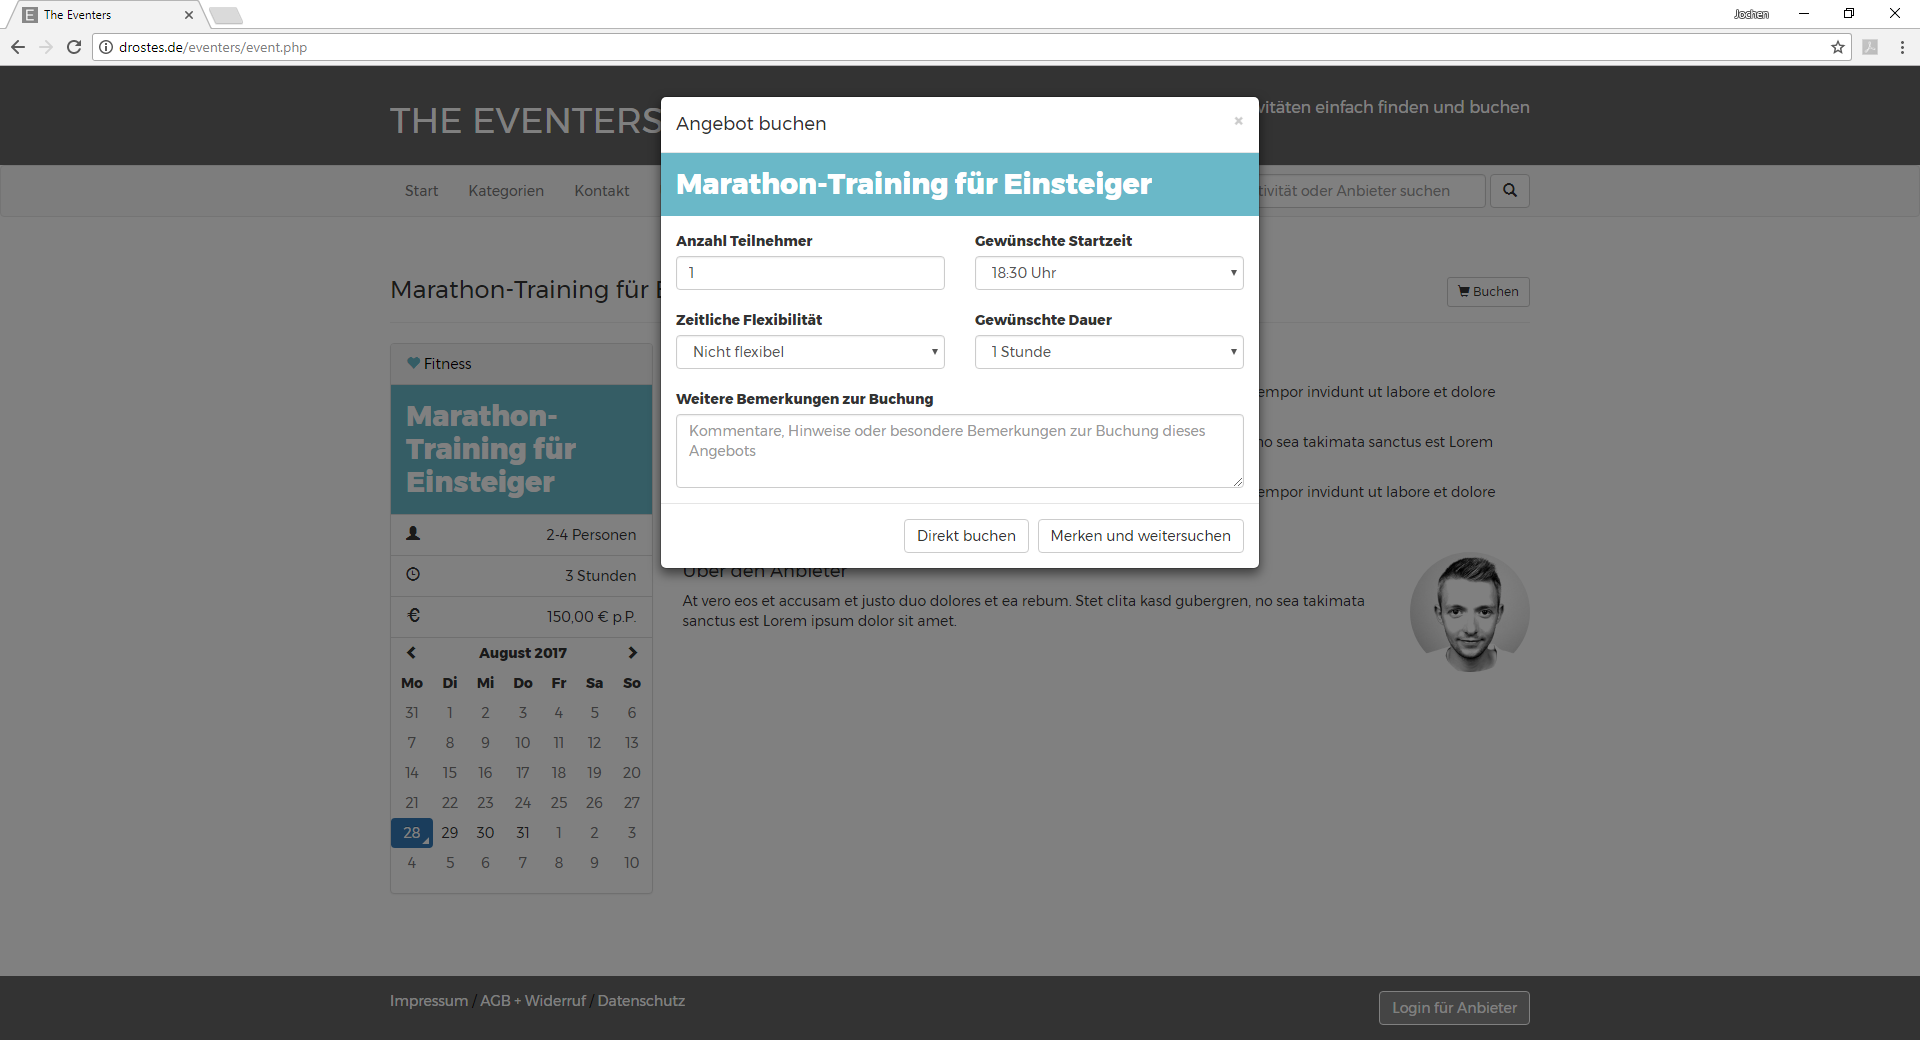 The Eventers
Jochen
drostes.de/eventers/event.php
THE EVENTERS
vitäten einfach finden und buchen
Start Kategorien Kontakt
tivität oder Anbieter suchen
Angebot buchen ×
Marathon-Training für Einsteiger
Anzahl Teilnehmer
1
Gewünschte Startzeit
18:30 Uhr
Zeitliche Flexibilität
Nicht flexibel
Gewünschte Dauer
1 Stunde
Weitere Bemerkungen zur Buchung
Kommentare, Hinweise oder besondere Bemerkungen zur Buchung dieses
Angebots
Direkt buchen Merken und weitersuchen
Marathon-Training für
Buchen
Fitness
Marathon-
Training für
Einsteiger
2-4 Personen
3 Stunden
€ 150,00 € p.P.
August 2017
Mo Di Mi Do Fr Sa So
31 1 2 3 4 5 6
7 8 9 10 11 12 13
14 15 16 17 18 19 20
21 22 23 24 25 26 27
28 29 30 31 1 2 3
4 5 6 7 8 9 10
empor invidunt ut labore et dolore
no sea takimata sanctus est Lorem
empor invidunt ut labore et dolore
Über den Anbieter
At vero eos et accusam et justo duo dolores et ea rebum. Stet clita kasd gubergren, no sea takimata
sanctus est Lorem ipsum dolor sit amet.
Impressum / AGB + Widerruf / Datenschutz
Login für Anbieter